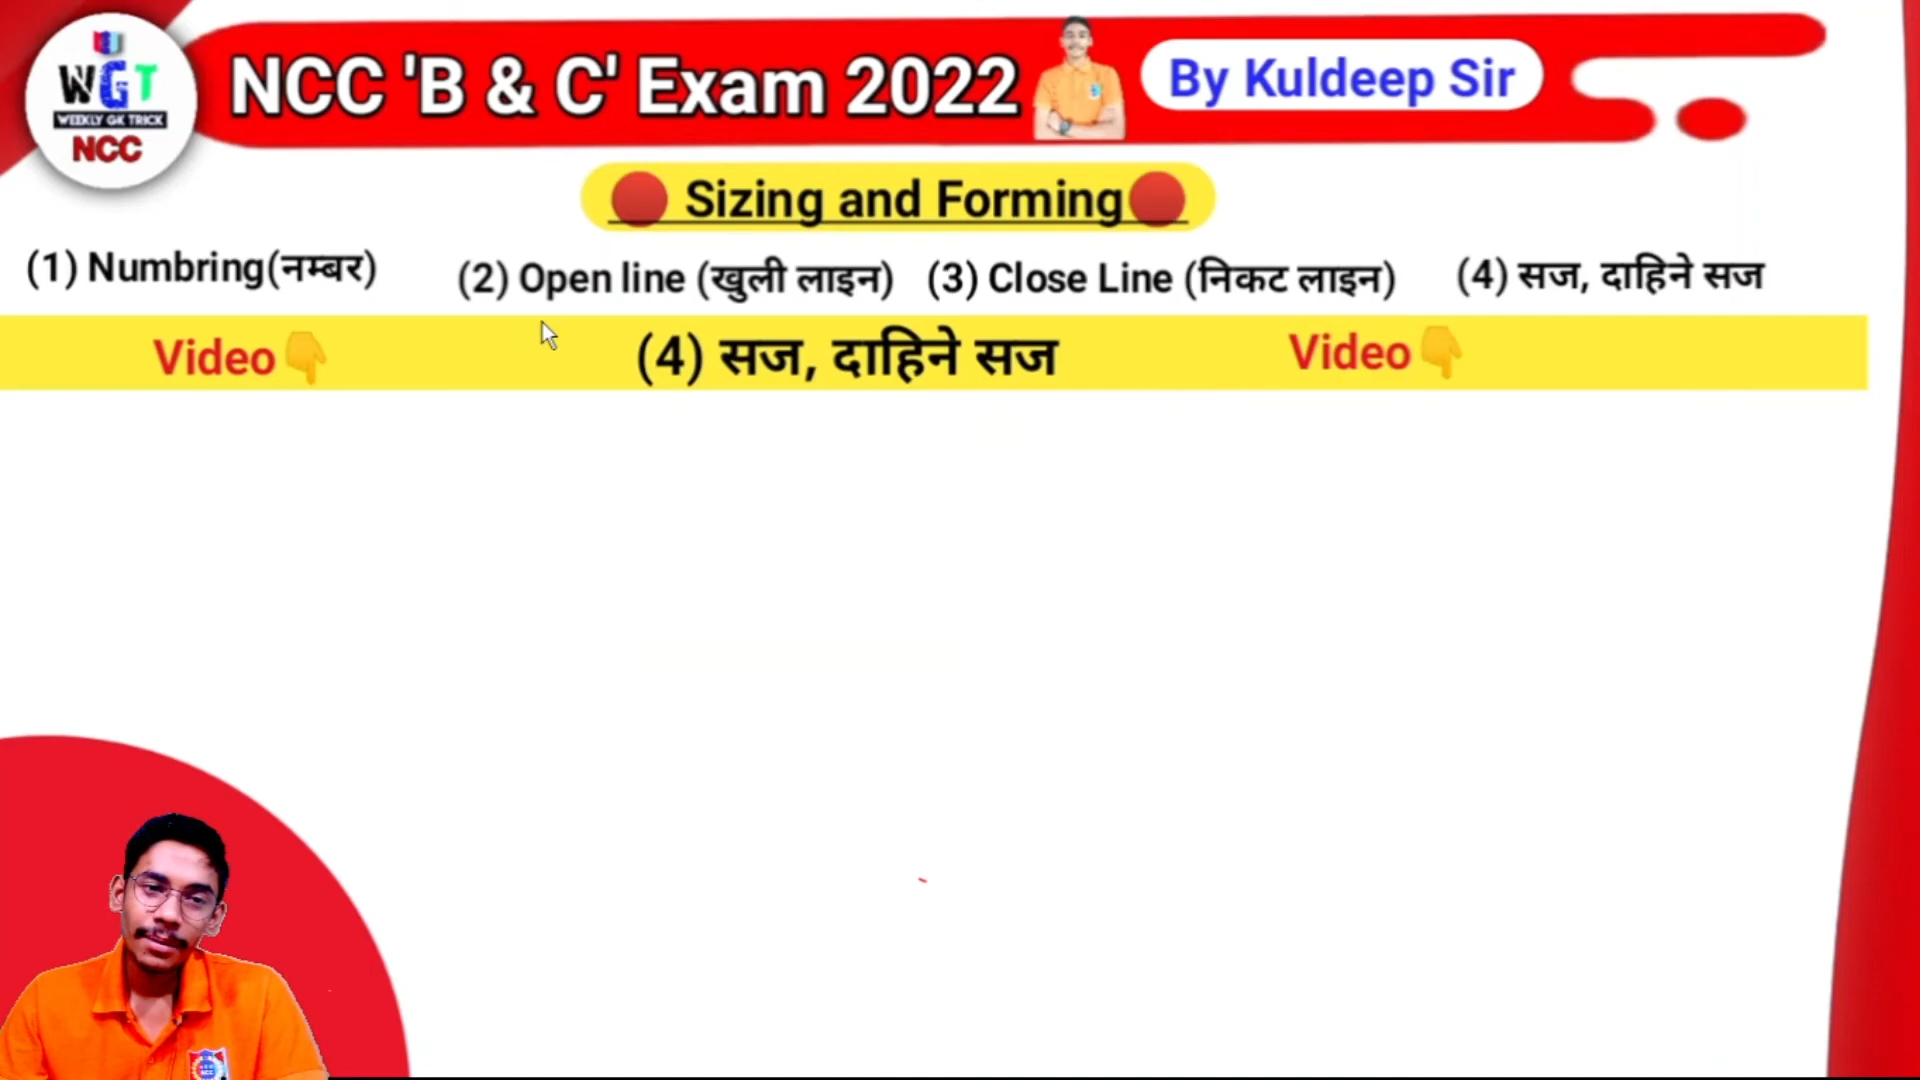 WGT
WEEKLY GK TRICK
NCC
NCC 'B & C' Exam 2022
By Kuldeep Sir
Sizing and Forming
(1) Numbring(नम्बर)
(2) Open line (खुली लाइन)
(3) Close Line (निकट लाइन)
(4) सज, दाहिने सज
Video
(4) सज, दाहिने सज
Video
NCC